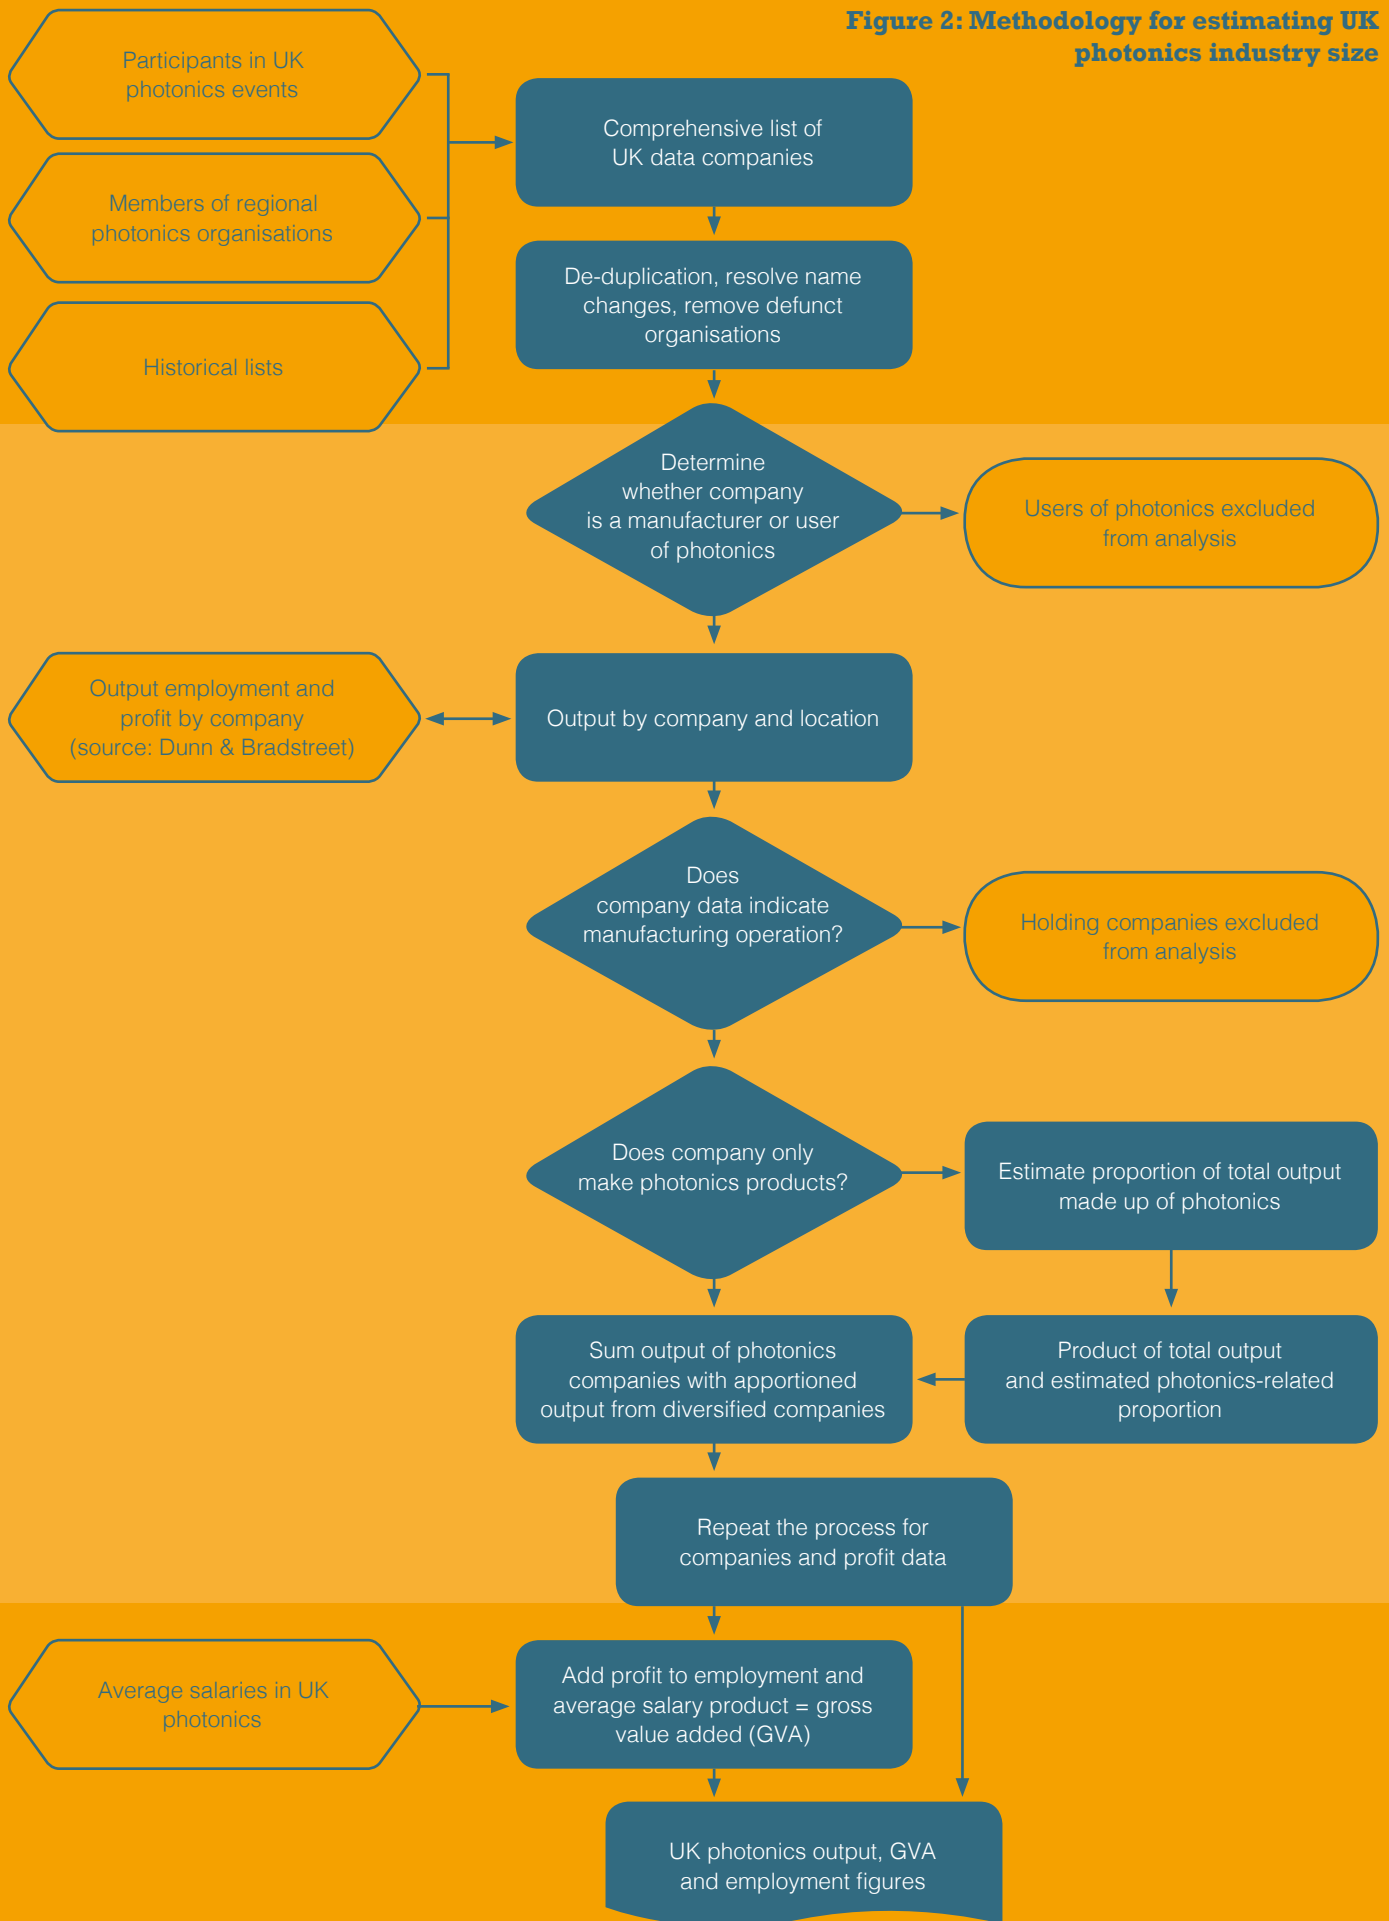 Figure 2: Methodology for estimating UK
photonics industry size
Participants in UK
photonics events
Members of regional
photonics organisations
Historical lists
Comprehensive list of
UK data companies
De-duplication, resolve name
changes, remove defunct
organisations
Determine
whether company
is a manufacturer or user
of photonics
Users of photonics excluded
from analysis
Output employment and
profit by company
(source: Dunn & Bradstreet)
Output by company and location
Does
company data indicate
manufacturing operation?
Holding companies excluded
from analysis
Does company only
make photonics products?
Estimate proportion of total output
made up of photonics
Sum output of photonics
companies with apportioned
output from diversified companies
Product of total output
and estimated photonics-related
proportion
Repeat the process for
companies and profit data
Average salaries in UK
photonics
Add profit to employment and
average salary product = gross
value added (GVA)
UK photonics output, GVA
and employment figures